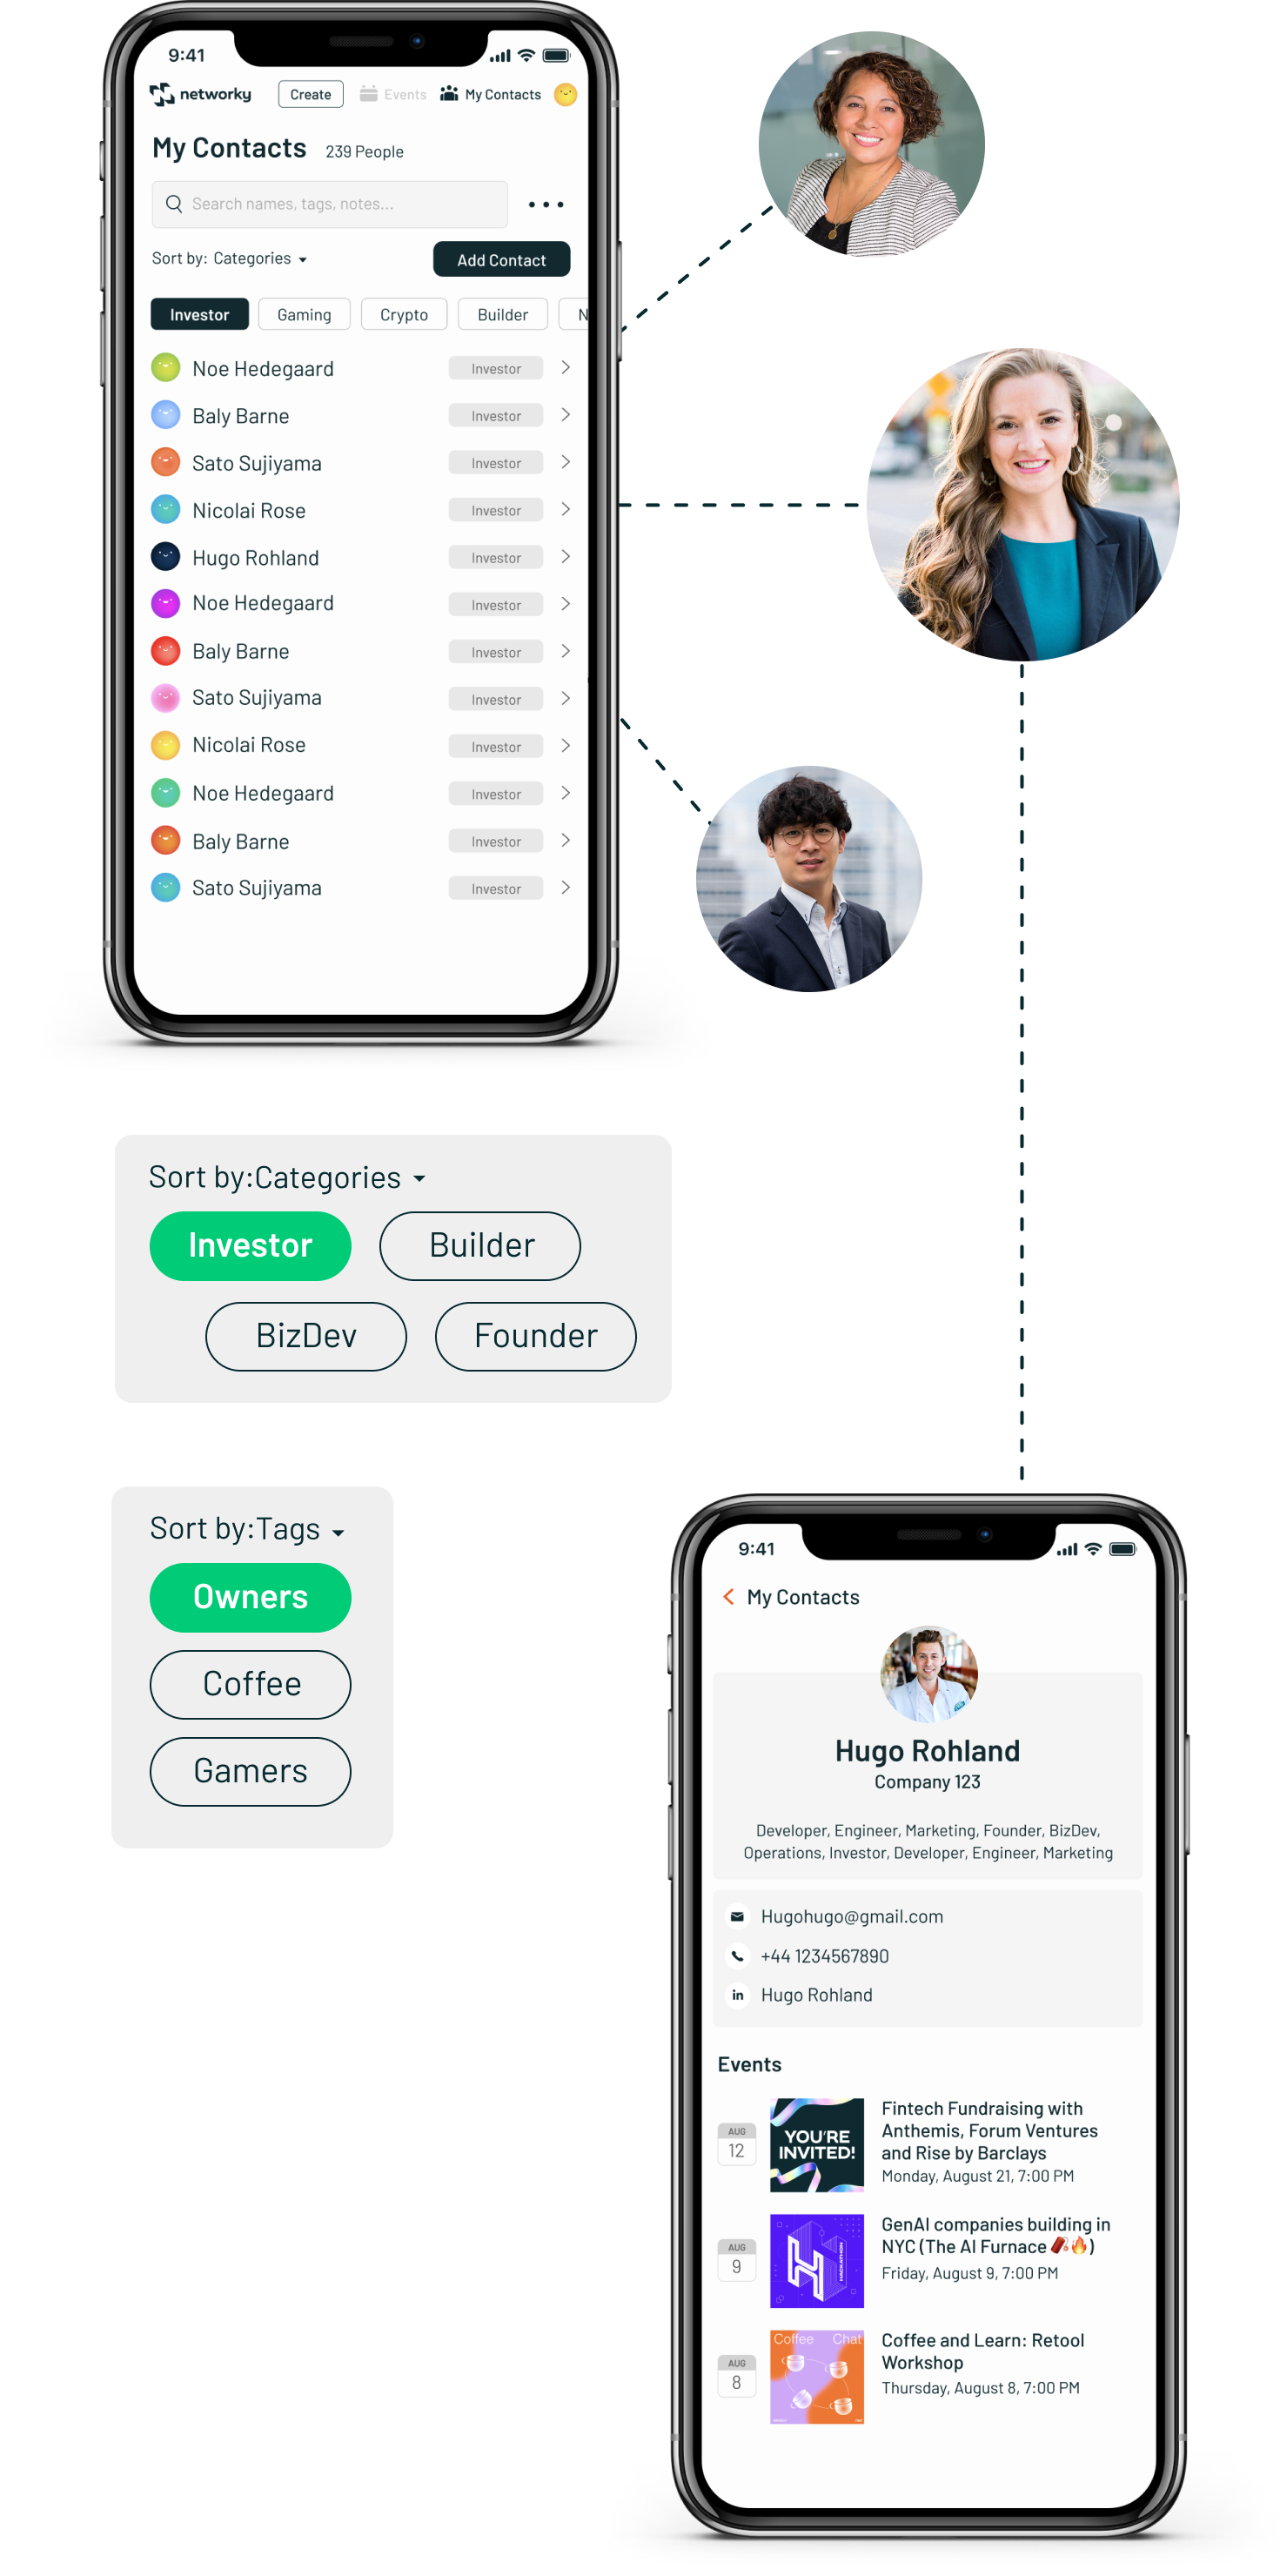 9:41
networky
Create
Events
My Contacts
My Contacts
239 People
Search names, tags, notes...
Sort by: Categories
Add Contact
Investor
Gaming
Crypto
Builder
N
Noe Hedegaard Investor
Baly Barne Investor
Sato Sujiyama Investor
Nicolai Rose Investor
Hugo Rohland Investor
Noe Hedegaard Investor
Baly Barne Investor
Sato Sujiyama Investor
Nicolai Rose Investor
Noe Hedegaard Investor
Baly Barne Investor
Sato Sujiyama Investor
Sort by:Categories
Investor
Builder
BizDev
Founder
Sort by:Tags
Owners
Coffee
Gamers
9:41
My Contacts
Hugo Rohland
Company 123
Developer, Engineer, Marketing, Founder, BizDev,
Operations, Investor, Developer, Engineer, Marketing
Hugohugo@gmail.com
+44 1234567890
in
Hugo Rohland
Events
AUG
12
YOU'RE
INVITED!
Fintech Fundraising with
Anthemis, Forum Ventures
and Rise by Barclays
Monday, August 21, 7:00 PM
AUG
9
HACKATHON
GenAI companies building in
NYC (The AI Furnace 🧨🔥)
Friday, August 9, 7:00 PM
AUG
8
Coffee Chat
Coffee and Learn: Retool
Workshop
Thursday, August 8, 7:00 PM